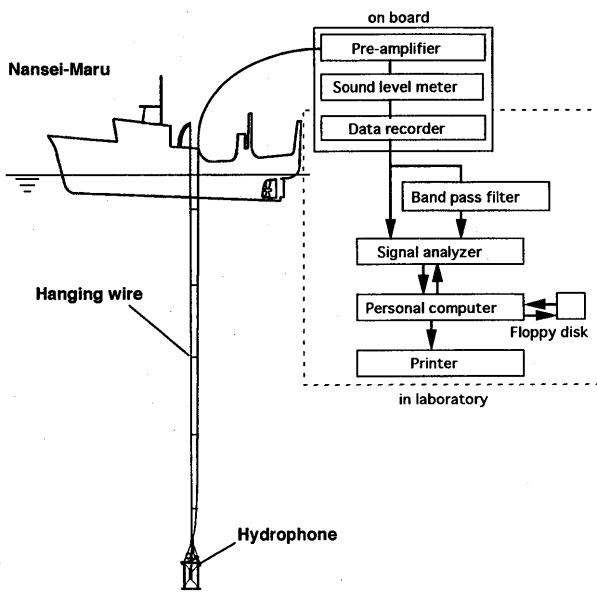 on board
Pre-amplifier
Nansei-Maru
Sound level meter
Data recorder
Band pass filter
Signal analyzer
Hanging wire
Personal computer
Floppy disk
Printer
in laboratory
Hydrophone